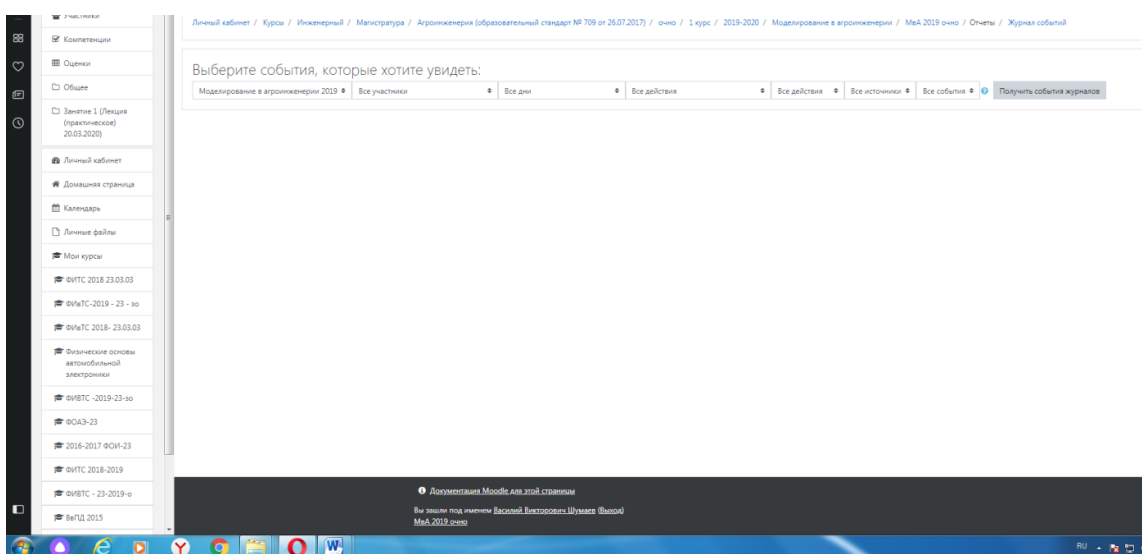 Участники
Компетенции
Оценки
Общее
Занятие 1 (Лекция
(практическое)
20.03.2020)
Личный кабинет
Домашняя страница
Календарь
Личные файлы
Мои курсы
ФИТС 2018 23.03.03
ФИвТС-2019 - 23 - зо
ФИвТС 2018- 23.03.03
Физические основы
автомобильной
электроники
ФИВТС -2019-23-зо
ФОАЭ-23
2016-2017 ФОИ-23
ФИТС 2018-2019
ФИВТС - 23-2019-о
ВвПД 2015
Личный кабинет / Курсы / Инженерный / Магистратура / Агроинженерия (образовательный стандарт № 709 от 26.07.2017) / очно / 1 курс / 2019-2020 / Моделирование в агроинженерии / МвА 2019 очно / Отчеты / Журнал событий
Выберите события, которые хотите увидеть:
Моделирование в агроинженерии 2019 Все участники Все дни Все действия Все действия Все источники Все события Получить события журналов
Документация Moodle для этой страницы
Вы зашли под именем Василий Викторович Шумаев (Выход)
МвА 2019 очно
RU